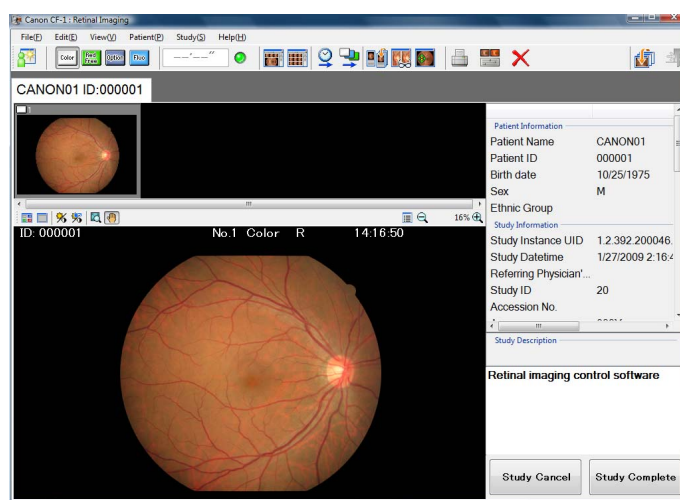 Canon CF-1 : Retinal Imaging
File(F) Edit(E) View(V) Patient(P) Study(S) Help(H)
Color Red Free Option Fluo --'--"
CANON01 ID:000001
1
16%
ID: 000001 No.1 Color R 14:16:50
Patient Information
Patient Name CANON01
Patient ID 000001
Birth date 10/25/1975
Sex M
Ethnic Group
Study Information
Study Instance UID 1.2.392.200046.
Study Datetime 1/27/2009 2:16:4
Referring Physician'...
Study ID 20
Accession No.
Study Description
Retinal imaging control software
Study Cancel Study Complete